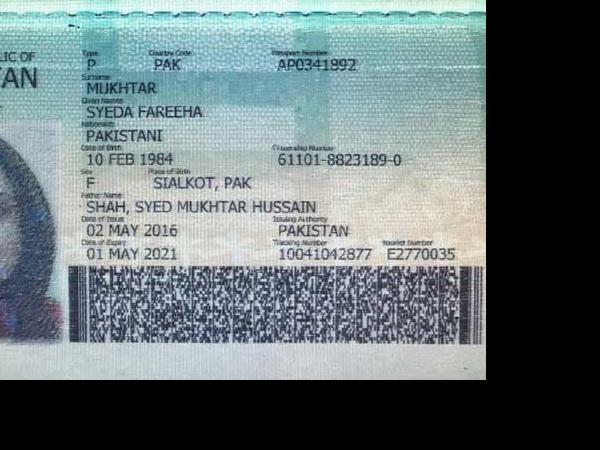 LIC OF
TAN
Type Country Code Passport Number
P PAK AP0341892
Surname
MUKHTAR
Given Names
SYEDA FAREEHA
Nationality
PAKISTANI
Date of Birth Citizenship Number
10 FEB 1984 61101-8823189-0
Sex Place of Birth
F SIALKOT, PAK
Father Name
SHAH, SYED MUKHTAR HUSSAIN
Date of Issue Issuing Authority
02 MAY 2016 PAKISTAN
Date of Expiry Tracking Number Booklet Number
01 MAY 2021 10041042877 E2770035